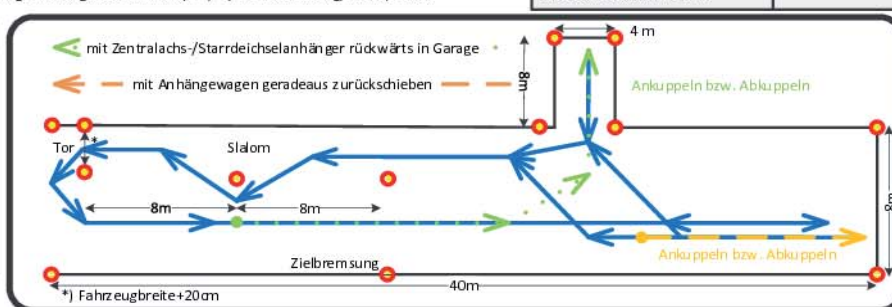 4 m
mit Zentralachs-/Starrdeichselanhänger rückwärts in Garage
8m
mit Anhängewagen geradeaus zurückschieben
Ankuppeln bzw. Abkuppeln
Tor
*
Slalom
8m
8m
8m
Ankuppeln bzw. Abkuppeln
Zielbremsung
40m
*) Fahrzeugbreite+20cm